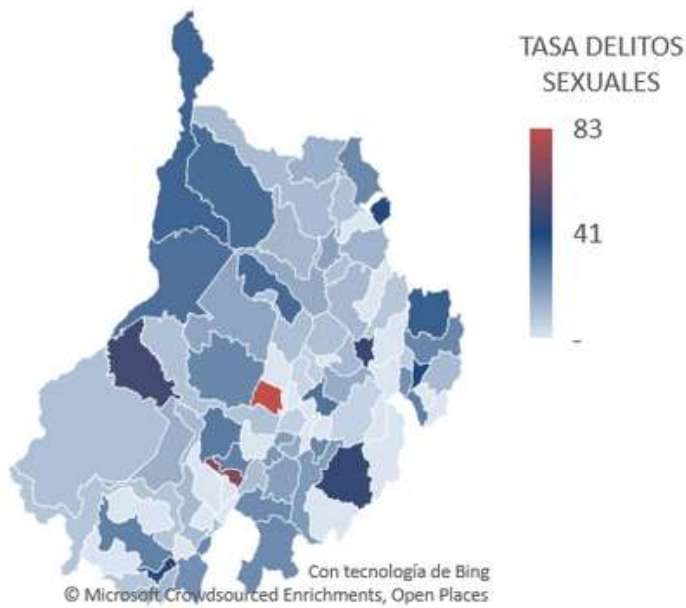 TASA DELITOS
SEXUALES
83
41
-
Con tecnología de Bing
© Microsoft Crowdsourced Enrichments, Open Places